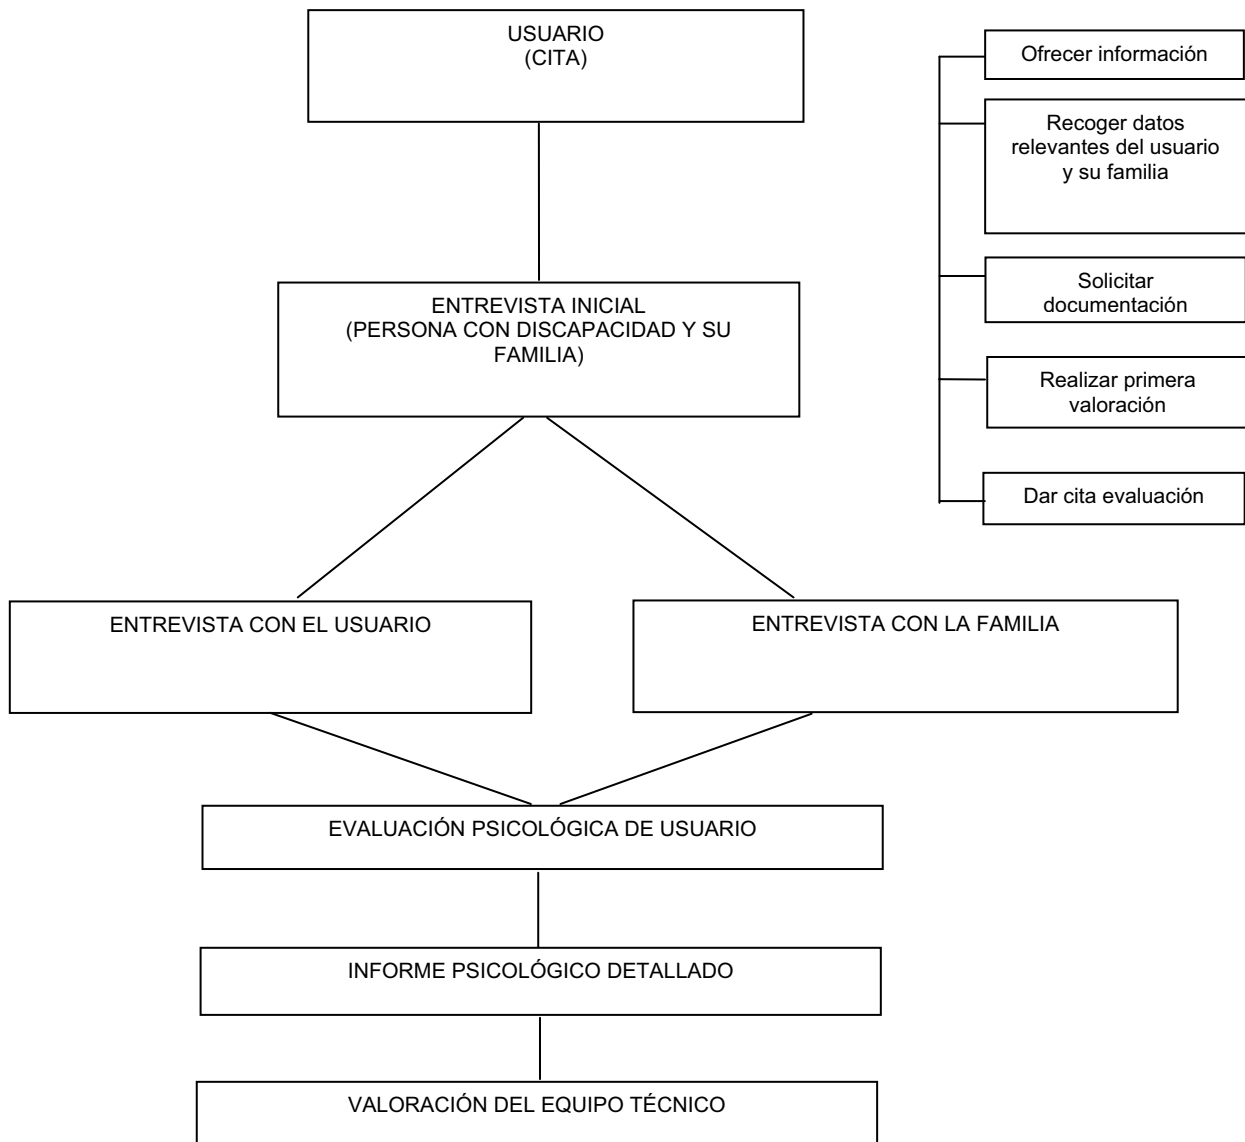 USUARIO
(CITA)
Ofrecer información
Recoger datos
relevantes del usuario
y su familia
Solicitar
documentación
Realizar primera
valoración
Dar cita evaluación
ENTREVISTA INICIAL
(PERSONA CON DISCAPACIDAD Y SU
FAMILIA)
ENTREVISTA CON EL USUARIO
ENTREVISTA CON LA FAMILIA
EVALUACIÓN PSICOLÓGICA DE USUARIO
INFORME PSICOLÓGICO DETALLADO
VALORACIÓN DEL EQUIPO TÉCNICO